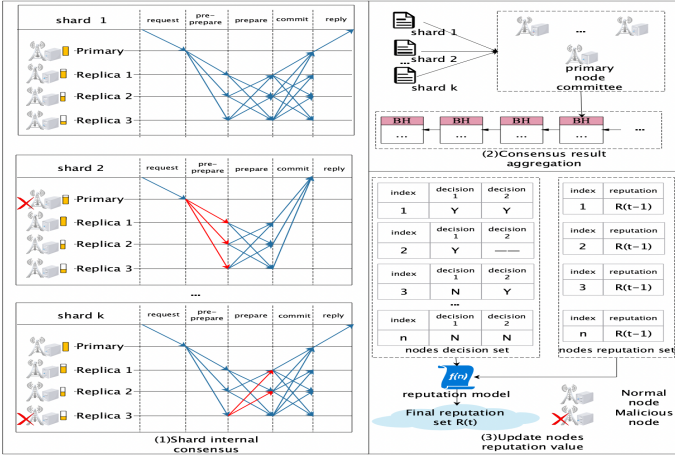 shard 1
request
pre-
prepare
prepare
commit
reply
Primary
Replica 1
Replica 2
Replica 3
shard 2
request
pre-
prepare
prepare
commit
reply
Primary
Replica 1
Replica 2
Replica 3
...
shard k
request
pre-
prepare
prepare
commit
reply
Primary
Replica 1
Replica 2
Replica 3
(1)Shard internal
consensus
shard 1
shard 2
...
shard k
...
primary
node
committee
BH BH BH BH
... ... ... ... ...
(2)Consensus result
aggregation
index decision 1 decision 2
1 Y Y
index decision 1 decision 2
2 Y —–
index decision 1 decision 2
3 N Y
...
index decision 1 decision 2
n N N
nodes decision set
index reputation
1 R(t−1)
index reputation
2 R(t−1)
index reputation
3 R(t−1)
index reputation
n R(t−1)
nodes reputation set
f(n)
reputation model
Final reputation
set R(t)
Normal
node
Malicious
node
(3)Update nodes
reputation value